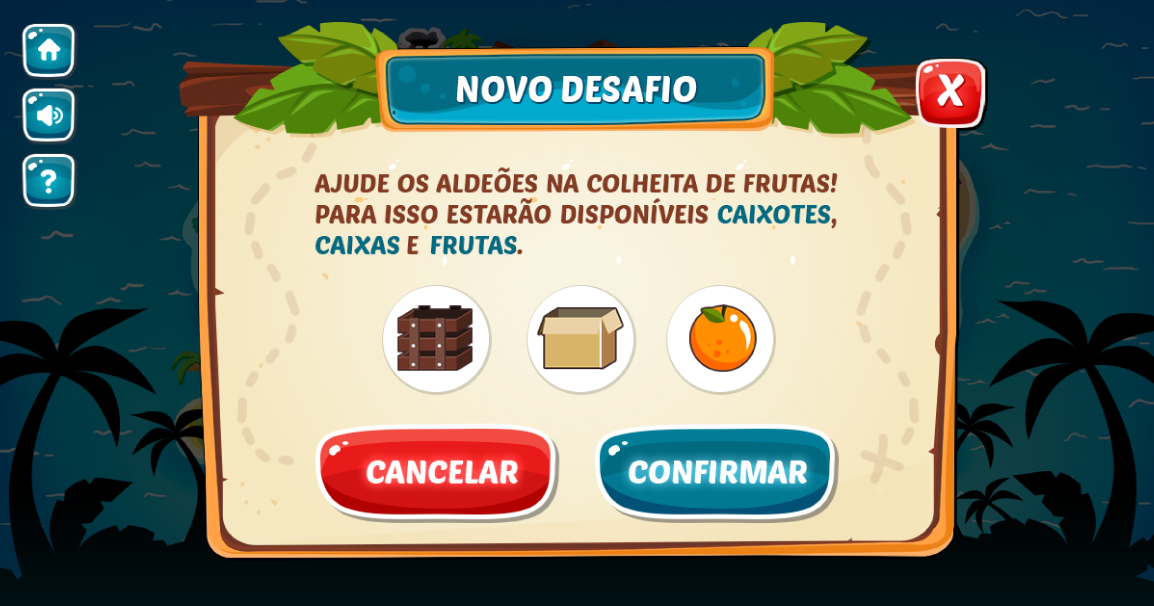 NOVO DESAFIO
X
?
AJUDE OS ALDEÕES NA COLHEITA DE FRUTAS!
PARA ISSO ESTARÃO DISPONÍVEIS CAIXOTES,
CAIXAS E FRUTAS.
CANCELAR
CONFIRMAR